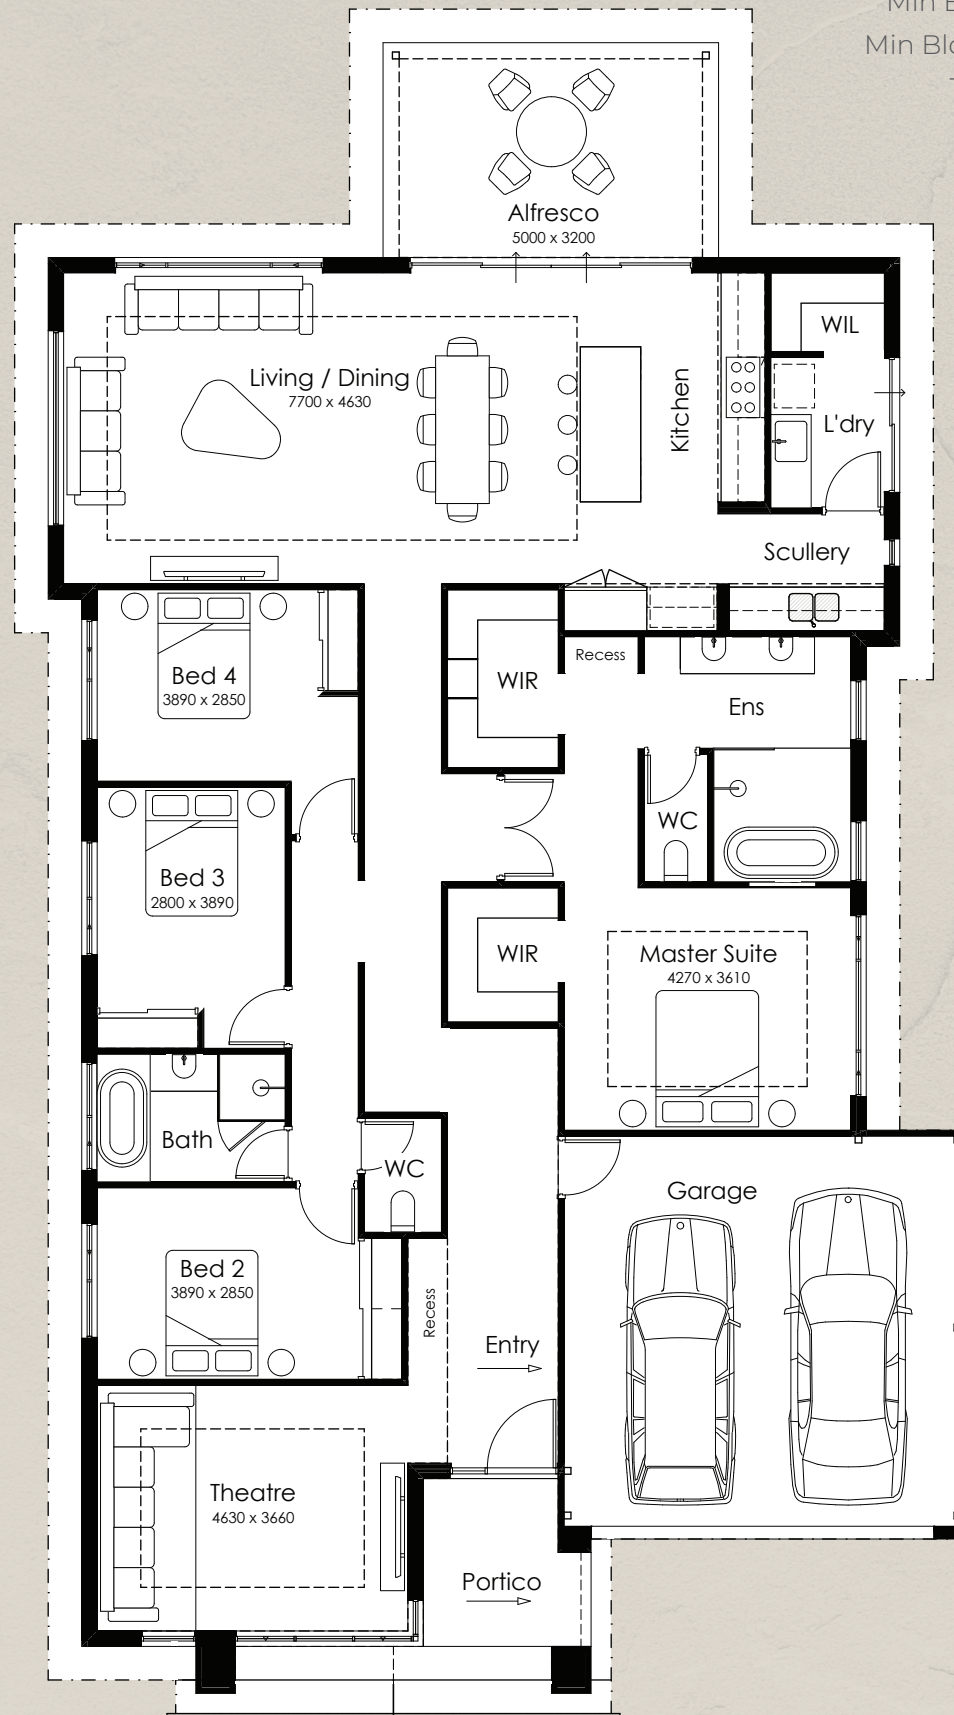 Min
Min
Alfresco
5000 x 3200
WIL
Living / Dining
7700 x 4630
Kitchen
L'dry
Scullery
Bed 4
3890 x 2850
WIR
Recess
Ens
WC
Bed 3
2800 x 3890
WIR
Master Suite
4270 x 3610
Bath
WC
Garage
Bed 2
3890 x 2850
Recess
Entry
Theatre
4630 x 3660
Portico